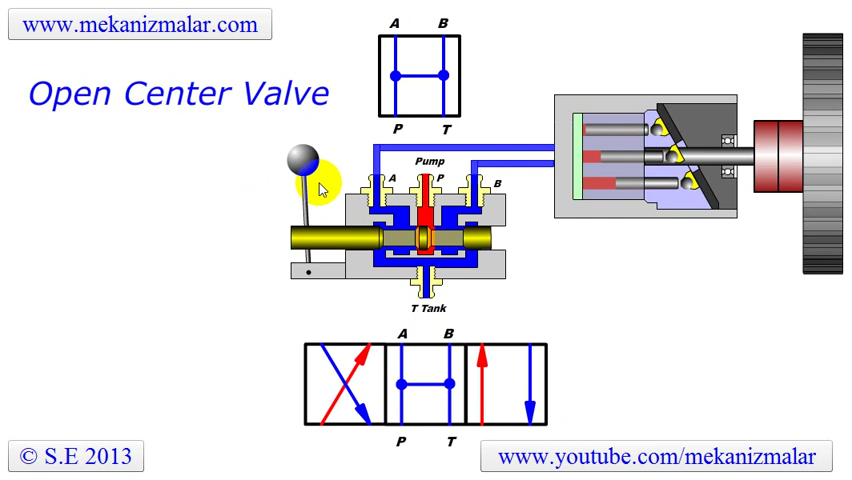 www.mekanizmalar.com
A B
Open Center Valve
P T
Pump
A P B
T Tank
A B
P T
© S.E 2013
www.youtube.com/mekanizmalar